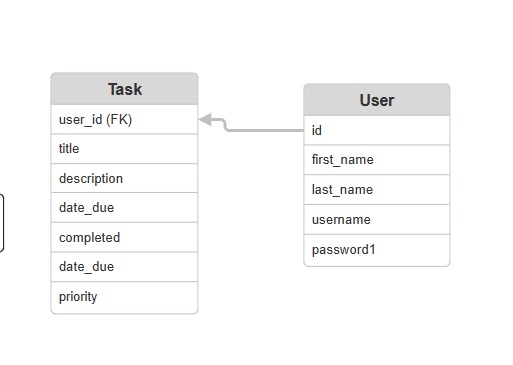 Task
user_id (FK)
title
description
date_due
completed
date_due
priority
User
id
first_name
last_name
username
password1